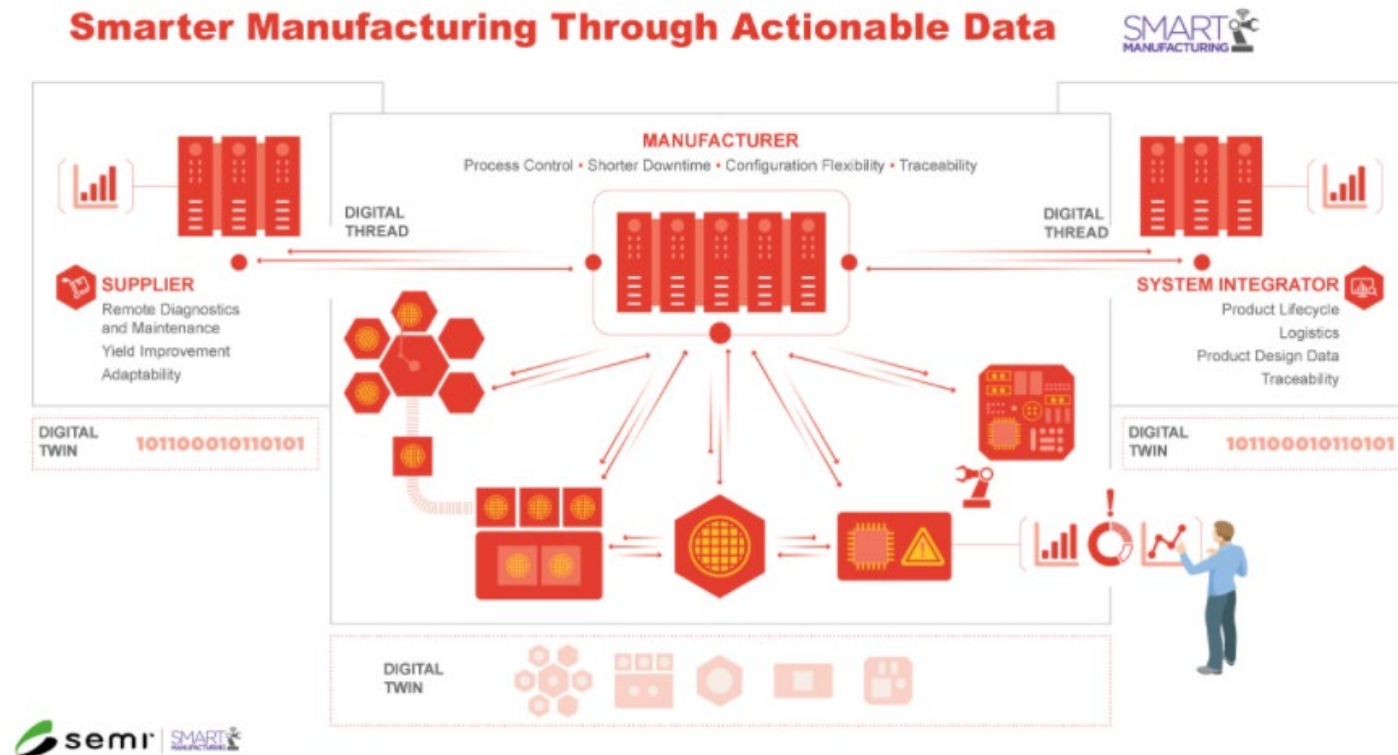 Smarter Manufacturing Through Actionable Data
SMART
MANUFACTURING
MANUFACTURER
Process Control • Shorter Downtime • Configuration Flexibility • Traceability
DIGITAL
THREAD
DIGITAL
THREAD
SUPPLIER
Remote Diagnostics
and Maintenance
Yield Improvement
Adaptability
SYSTEM INTEGRATOR
Product Lifecycle
Logistics
Product Design Data
Traceability
DIGITAL
TWIN
101100010110101
DIGITAL
TWIN
101100010110101
DIGITAL
TWIN
semi
SMART
MANUFACTURING